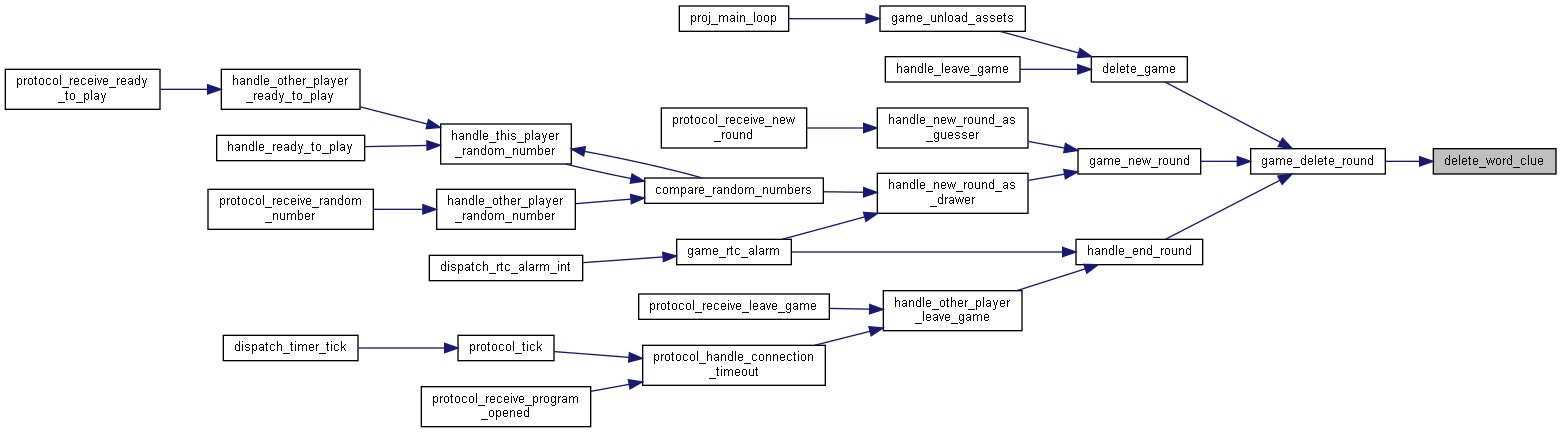 proj_main_loop
game_unload_assets
handle_leave_game
delete_game
protocol_receive_ready
_to_play
handle_other_player
_ready_to_play
protocol_receive_new
_round
handle_new_round_as
_guesser
handle_ready_to_play
handle_this_player
_random_number
game_new_round
game_delete_round
delete_word_clue
compare_random_numbers
handle_new_round_as
_drawer
protocol_receive_random
_number
handle_other_player
_random_number
game_rtc_alarm
handle_end_round
dispatch_rtc_alarm_int
protocol_receive_leave_game
handle_other_player
_leave_game
dispatch_timer_tick
protocol_tick
protocol_handle_connection
_timeout
protocol_receive_program
_opened